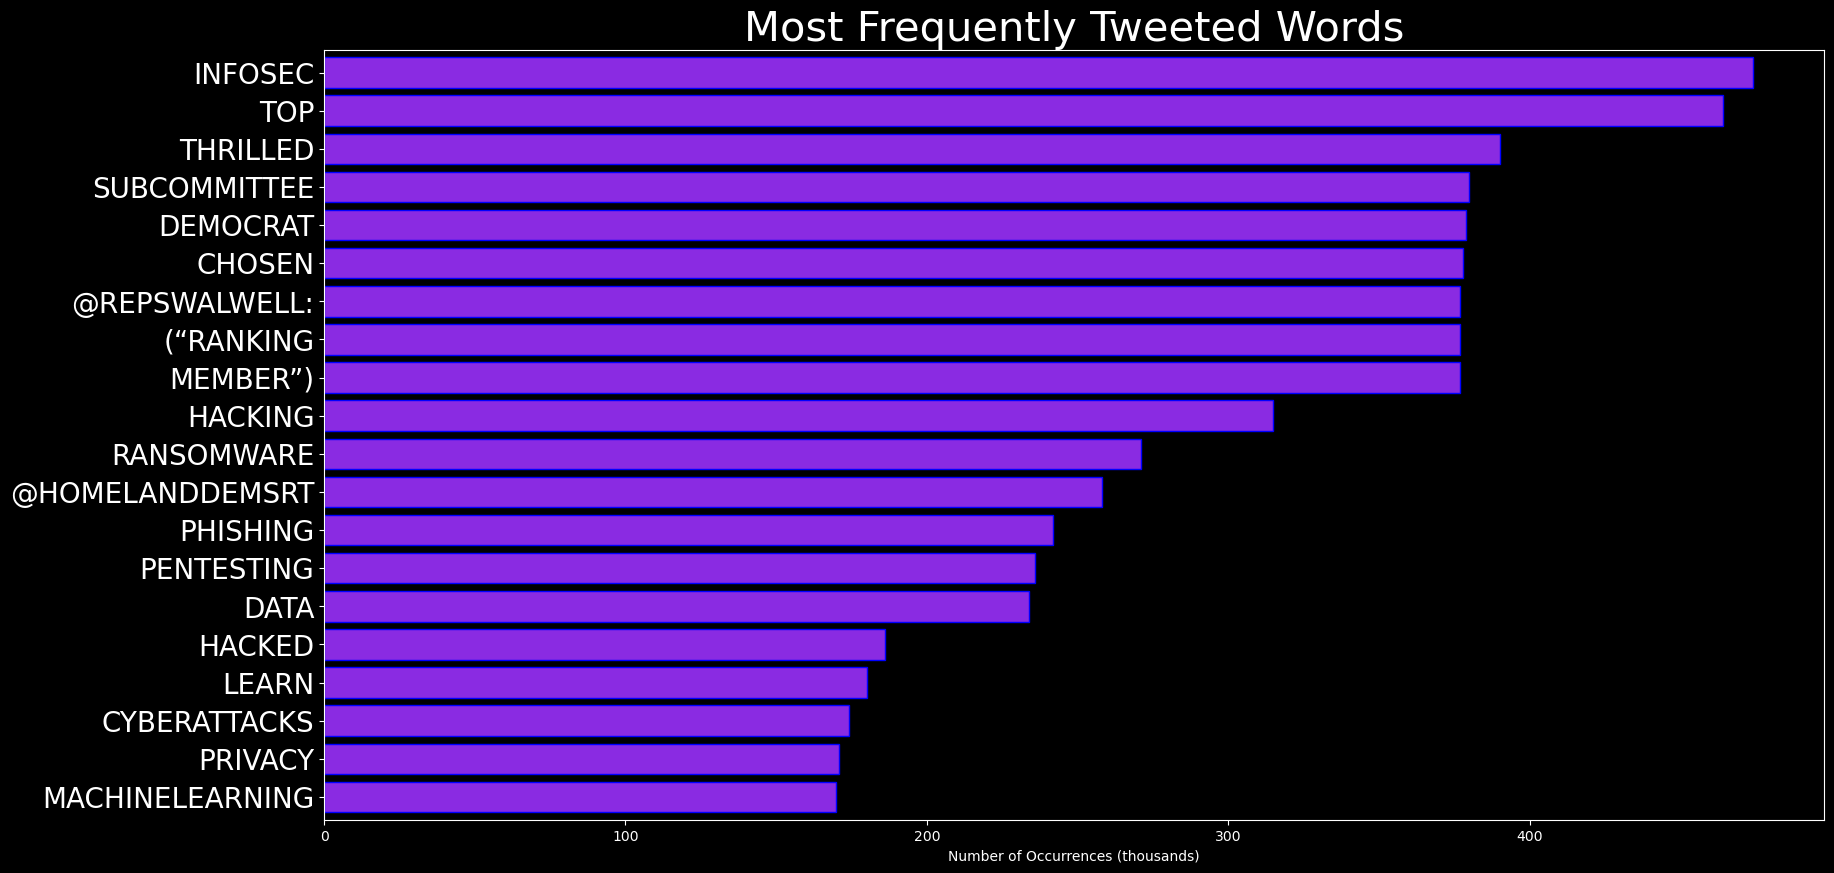 Most Frequently Tweeted Words
INFOSEC
TOP
THRILLED
SUBCOMMITTEE
DEMOCRAT
CHOSEN
@REPSWALWELL:
(“RANKING
MEMBER”)
HACKING
RANSOMWARE
@HOMELANDDEMSRT
PHISHING
PENTESTING
DATA
HACKED
LEARN
CYBERATTACKS
PRIVACY
MACHINELEARNING
0 100 200 300 400
Number of Occurrences (thousands)